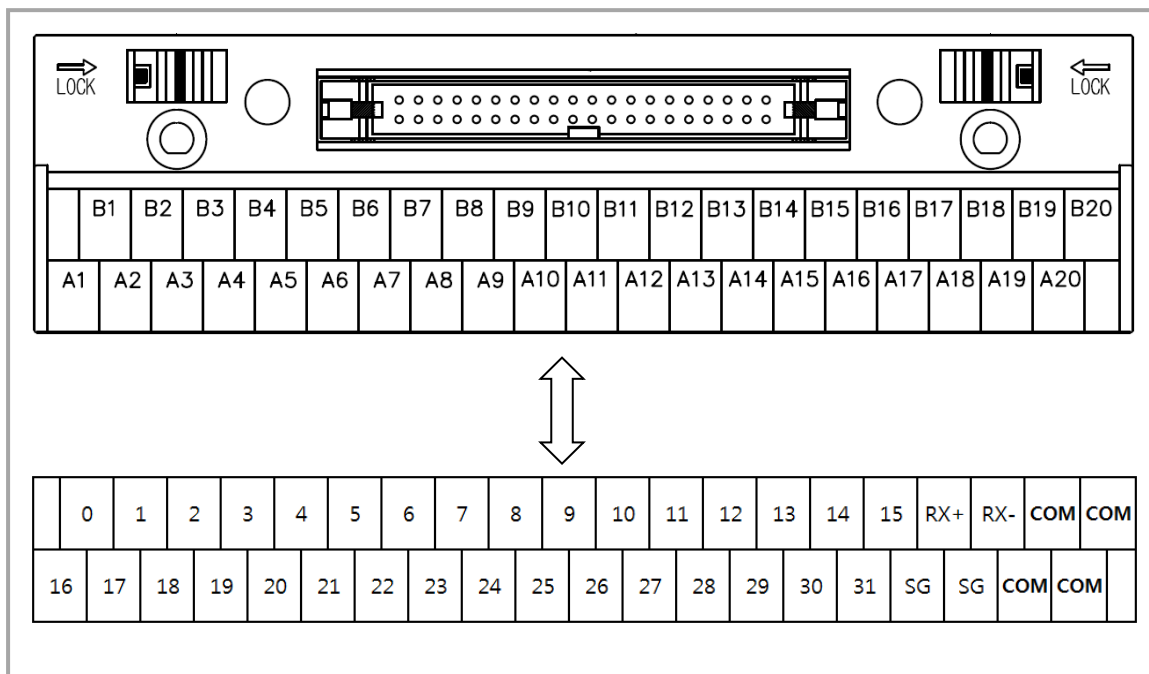 LOCK LOCK
B1 B2 B3 B4 B5 B6 B7 B8 B9 B10 B11 B12 B13 B14 B15 B16 B17 B18 B19 B20
A1 A2 A3 A4 A5 A6 A7 A8 A9 A10 A11 A12 A13 A14 A15 A16 A17 A18 A19 A20
0 1 2 3 4 5 6 7 8 9 10 11 12 13 14 15 RX+ RX- COM COM
16 17 18 19 20 21 22 23 24 25 26 27 28 29 30 31 SG SG COM COM